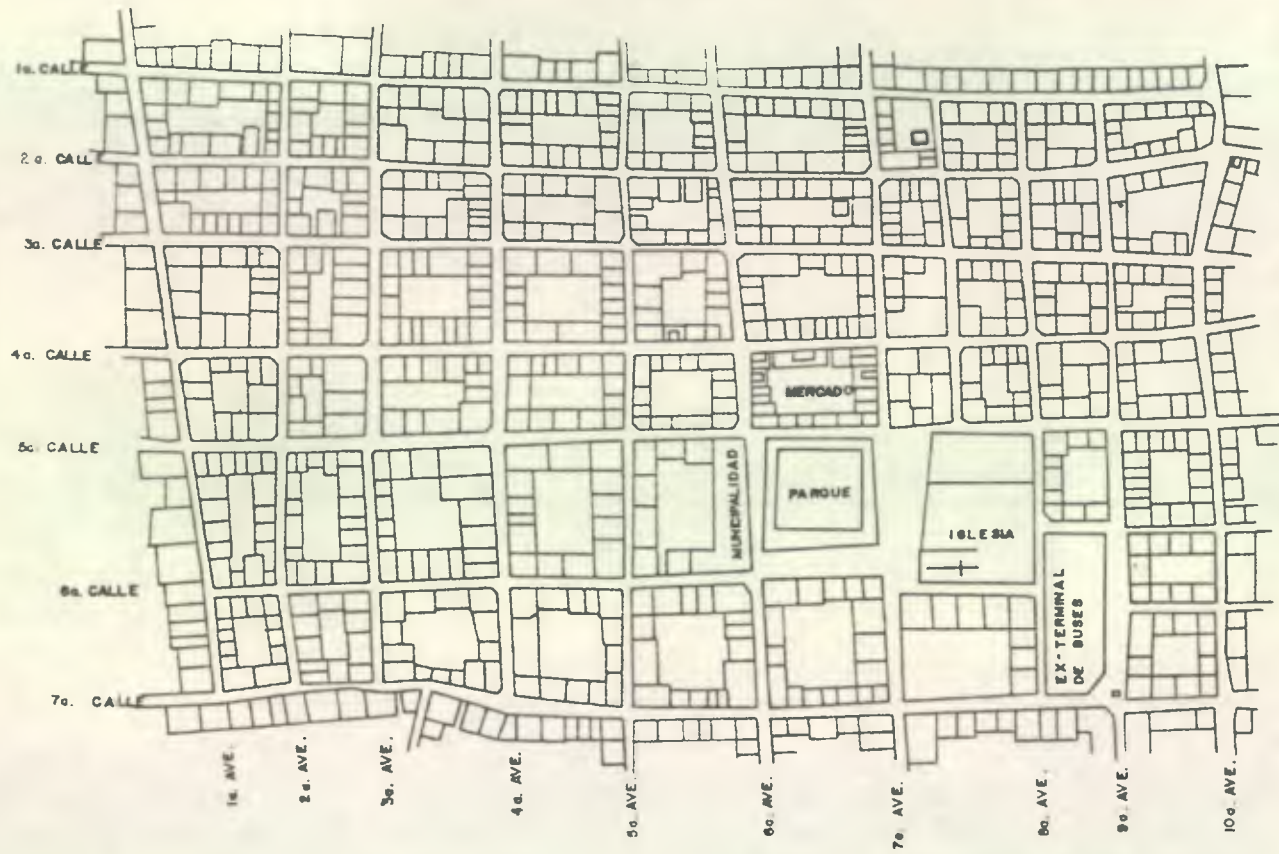 1a. CALLE
2a. CALL
3a. CALLE
4a. CALLE
MERCADO
5a. CALLE
MUNICIPALIDAD
PARQUE
IGLESIA
6a. CALLE
EX-TERMINAL
DE BUSES
7a. CALLE
1a. AVE.
2a. AVE.
3a. AVE.
4a. AVE.
5a. AVE.
6a. AVE.
7a. AVE.
8a. AVE.
9a. AVE.
10a. AVE.